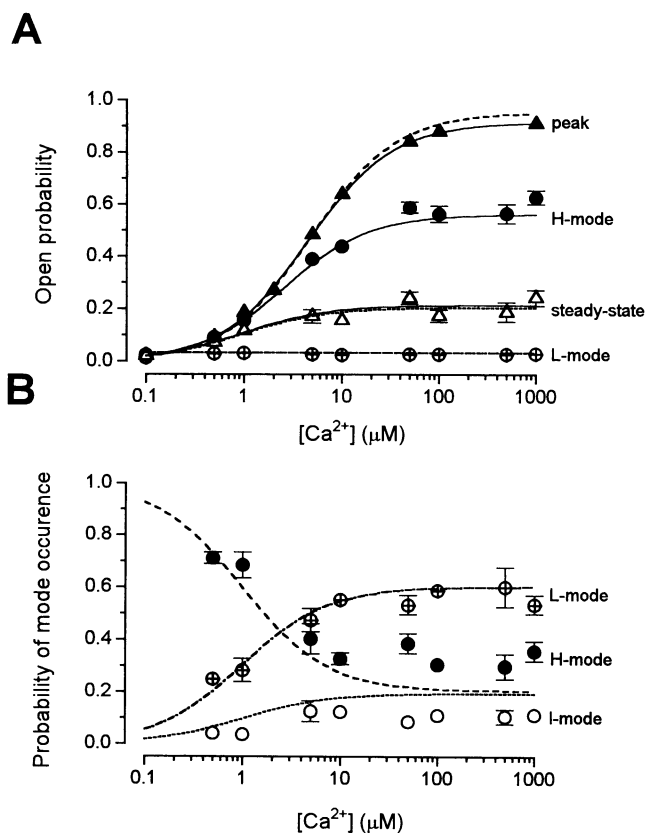 A
1.0
0.8
0.6
0.4
0.2
0.0
Open probability
peak
H-mode
steady-state
L-mode
0.1
1
10
100
1000
[Ca2+] (μM)
B
1.0
0.8
0.6
0.4
0.2
0.0
Probability of mode occurence
L-mode
H-mode
I-mode
0.1
1
10
100
1000
[Ca2+] (μM)